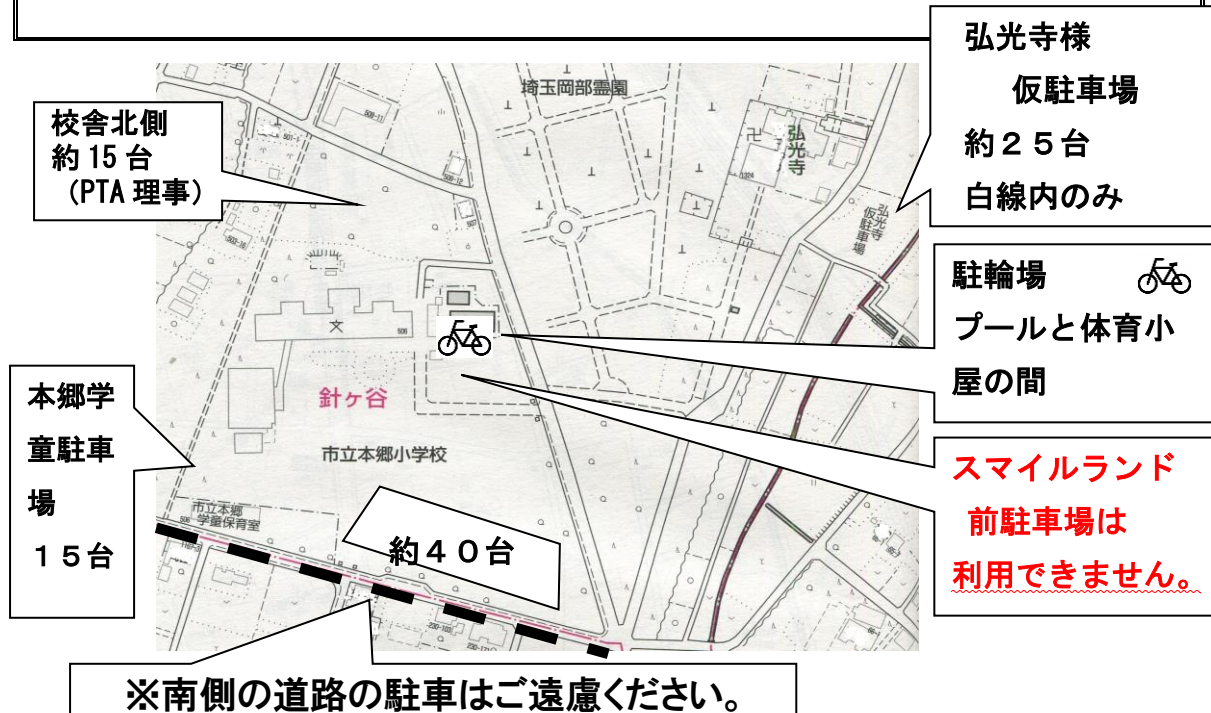 弘光寺様
仮駐車場
約２５台
白線内のみ
校舎北側
約15台
（PTA理事）
埼玉岡部霊園
弘光寺
1324
弘光寺
仮駐車場
駐輪場
プールと体育小
屋の間
文
506
針ヶ谷
市立本郷小学校
本郷学
童駐車
場
１５台
スマイルランド
前駐車場は
利用できません。
市立本郷
学童保育室
506
約４０台
※南側の道路の駐車はご遠慮ください。